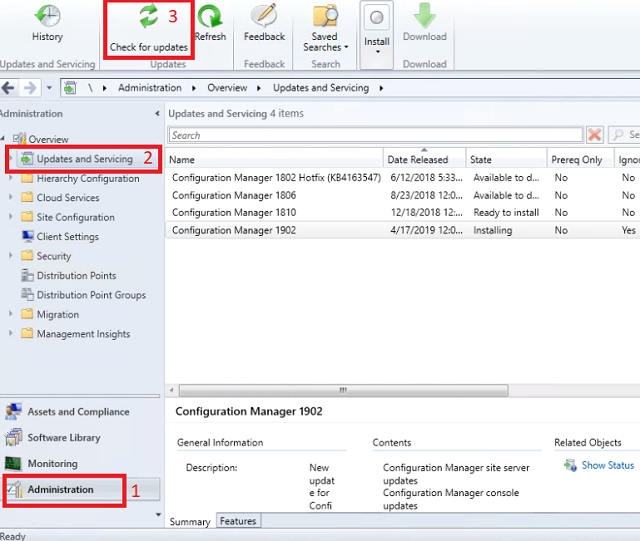 3
History
Check for updates
Refresh
Feedback
Saved
Searches
Install
Download
Updates and Servicing
Updates
Feedback
Search
Download
\ Administration Overview Updates and Servicing
Administration
Overview
Updates and Servicing 2
Hierarchy Configuration
Cloud Services
Site Configuration
Client Settings
Security
Distribution Points
Distribution Point Groups
Migration
Management Insights
Assets and Compliance
Software Library
Monitoring
Administration 1
Updates and Servicing 4 items
Search
Se
Name Date Released State Prereq Only Ignor
Configuration Manager 1802 Hotfix (KB4163547) 6/12/2018 5:33... Available to d... No No
Configuration Manager 1806 8/23/2018 12:0... Available to d... No No
Configuration Manager 1810 12/18/2018 12:... Ready to install No No
Configuration Manager 1902 4/17/2019 12:0... Installing No Yes
Configuration Manager 1902
General Information
Description:
New
updat
e for
Confi
Contents
Configuration Manager site server
updates
Configuration Manager console
updates
Related Objects
Show Status
Summary Features
Ready